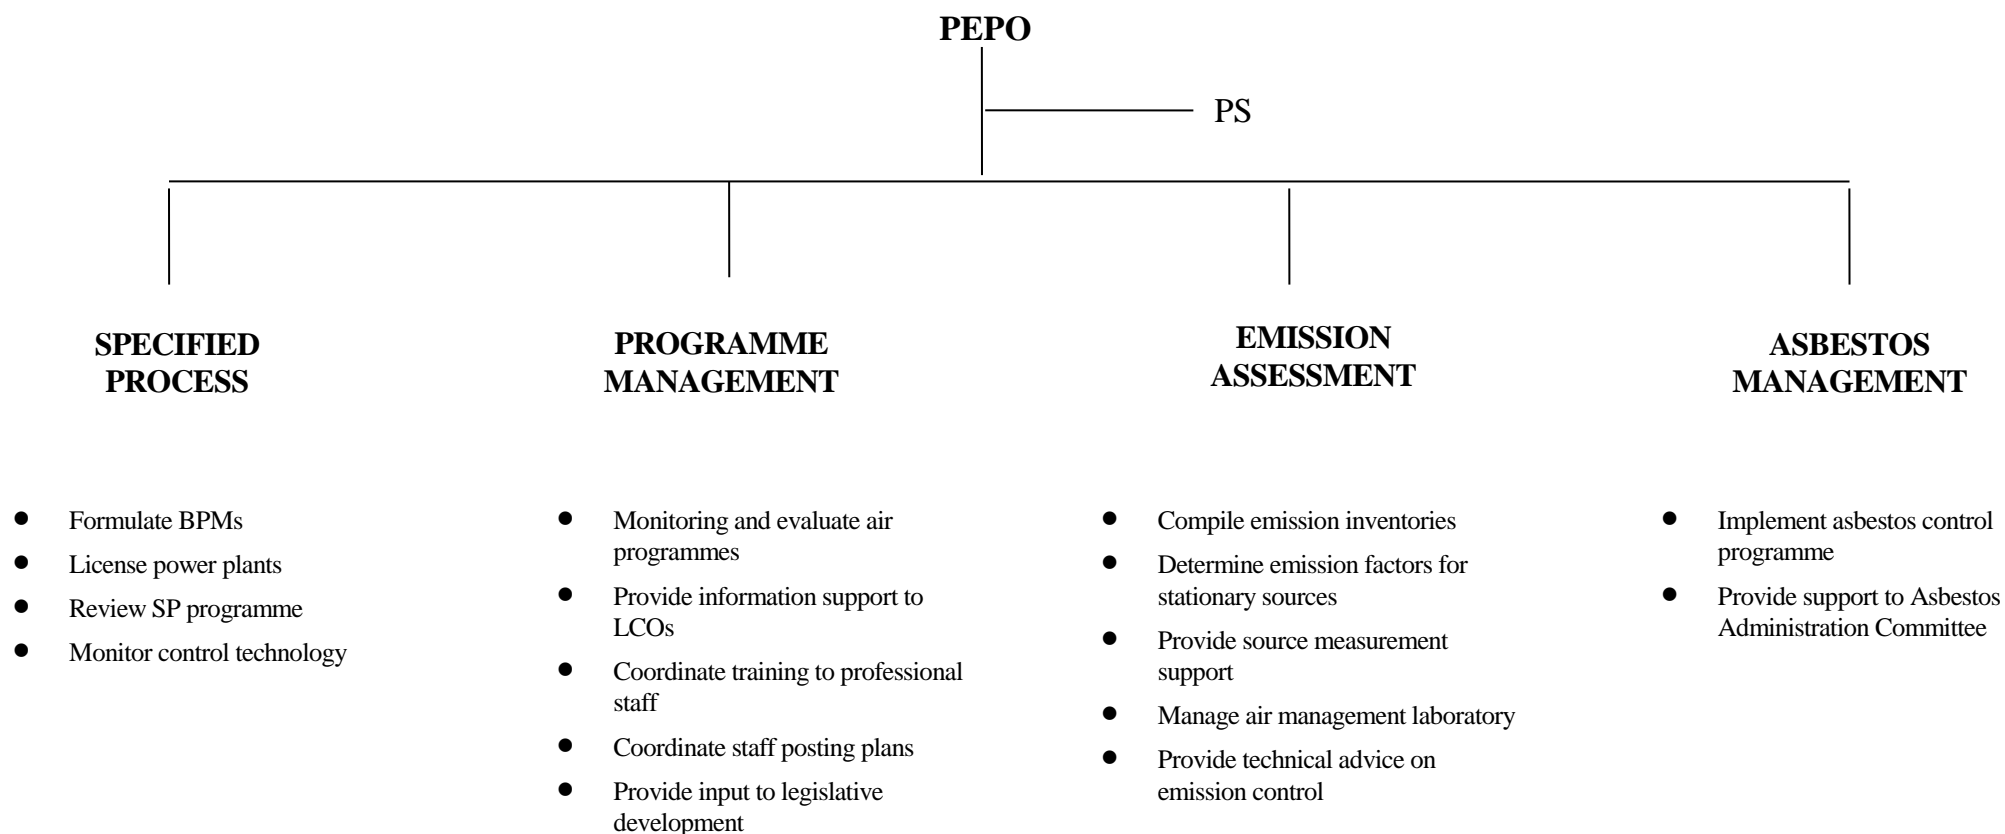 PEPO
PS
SPECIFIED
PROCESS
PROGRAMME
MANAGEMENT
EMISSION
ASSESSMENT
ASBESTOS
MANAGEMENT
● Formulate BPMs
● License power plants
● Review SP programme
● Monitor control technology
● Monitoring and evaluate air
programmes
● Provide information support to
LCOs
● Coordinate training to professional
staff
● Coordinate staff posting plans
● Provide input to legislative
development
● Compile emission inventories
● Determine emission factors for
stationary sources
● Provide source measurement
support
● Manage air management laboratory
● Provide technical advice on
emission control
● Implement asbestos control
programme
● Provide support to Asbestos
Administration Committee